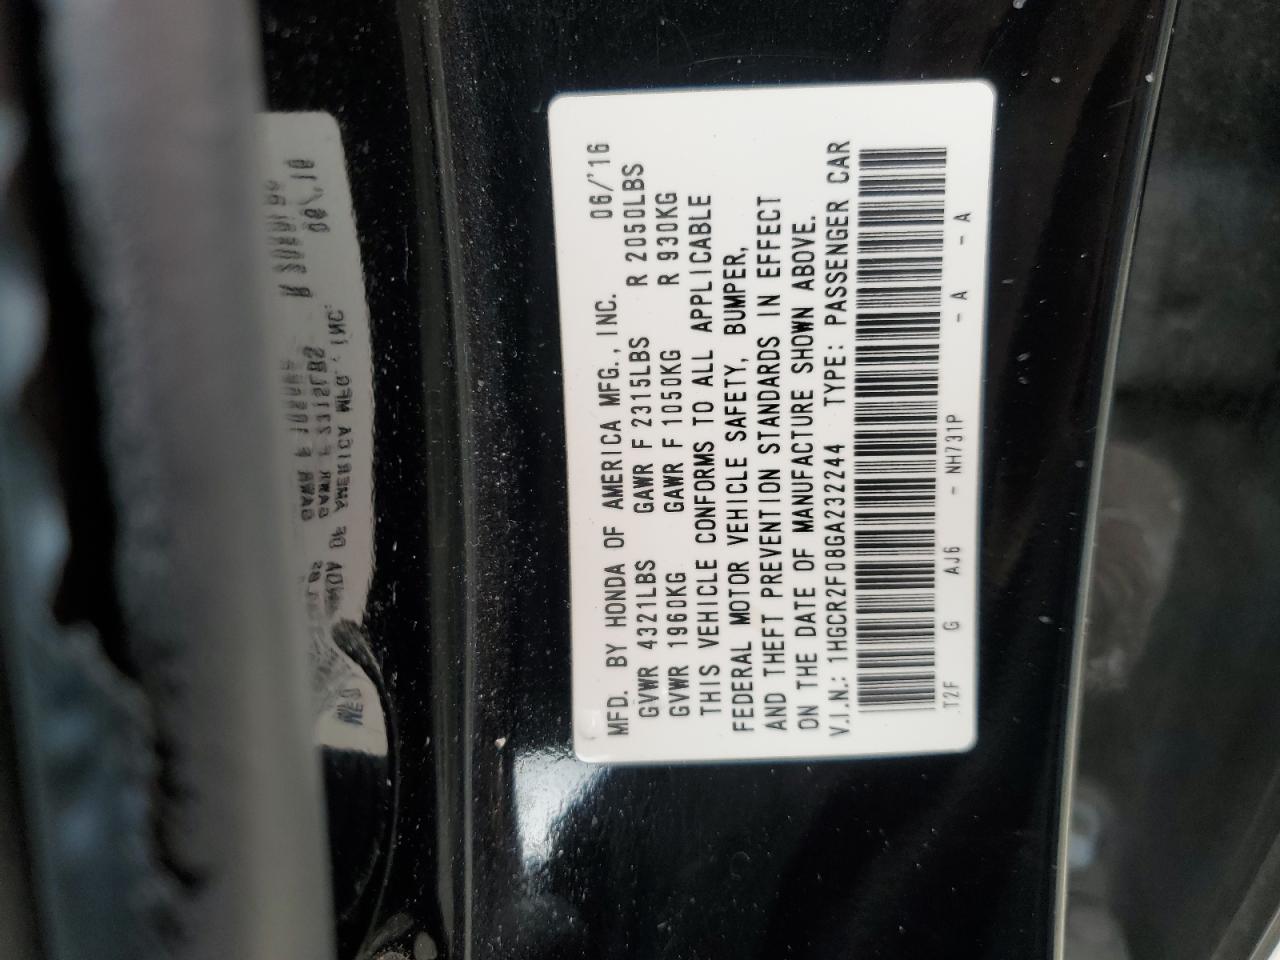 MFD. BY HONDA OF AMERICA MFG., INC. 06/'16
GVWR 4321LBS GAWR F 2315LBS R 2050LBS
GVWR 1960KG GAWR F 1050KG R 930KG
THIS VEHICLE CONFORMS TO ALL APPLICABLE
FEDERAL MOTOR VEHICLE SAFETY, BUMPER,
AND THEFT PREVENTION STANDARDS IN EFFECT
ON THE DATE OF MANUFACTURE SHOWN ABOVE.
V.I.N.: 1HGCR2F08GA232244 TYPE: PASSENGER CAR
T2F G AJ6 - NH731P - A - A